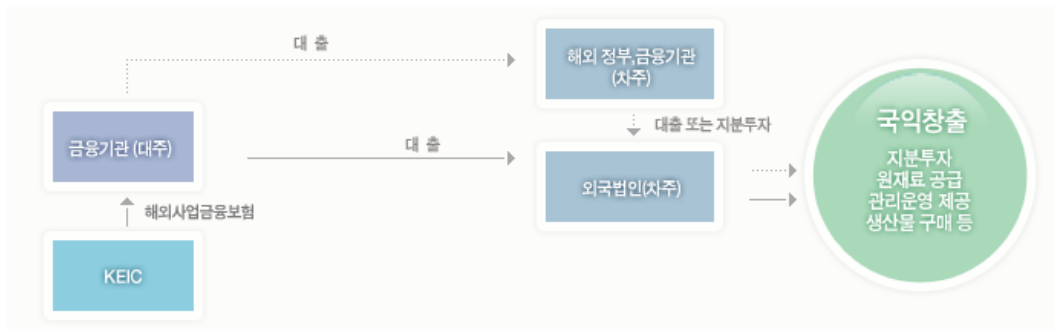 대 출
해외 정부,금융기관
(차주)
국익창출
금융기관 (대주)
대 출
대출 또는 지분투자
외국법인(차주)
지분투자
원재료 공급
관리운영 제공
생산물 구매 등
해외사업금융보험
KEIC